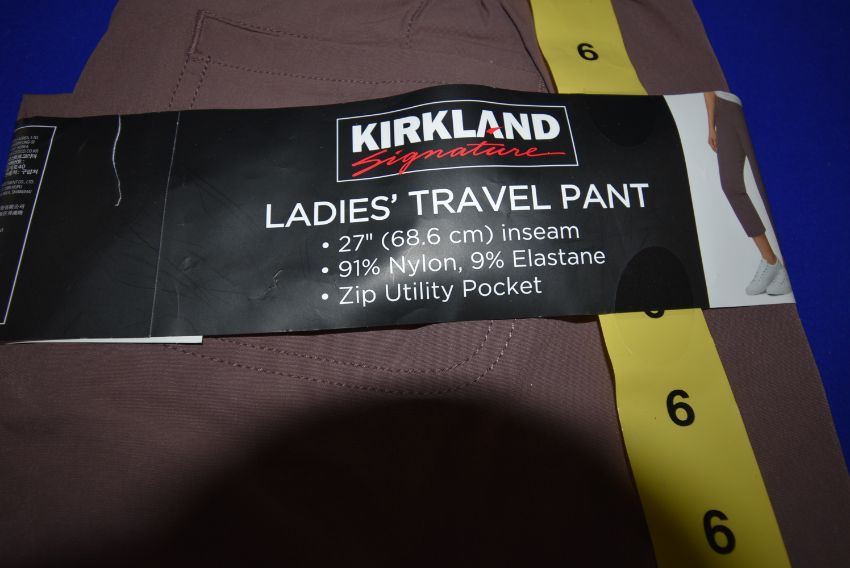 6
KIRKLAND
Signature
LADIES' TRAVEL PANT
• 27" (68.6 cm) inseam
• 91% Nylon, 9% Elastane
• Zip Utility Pocket
6
6
6